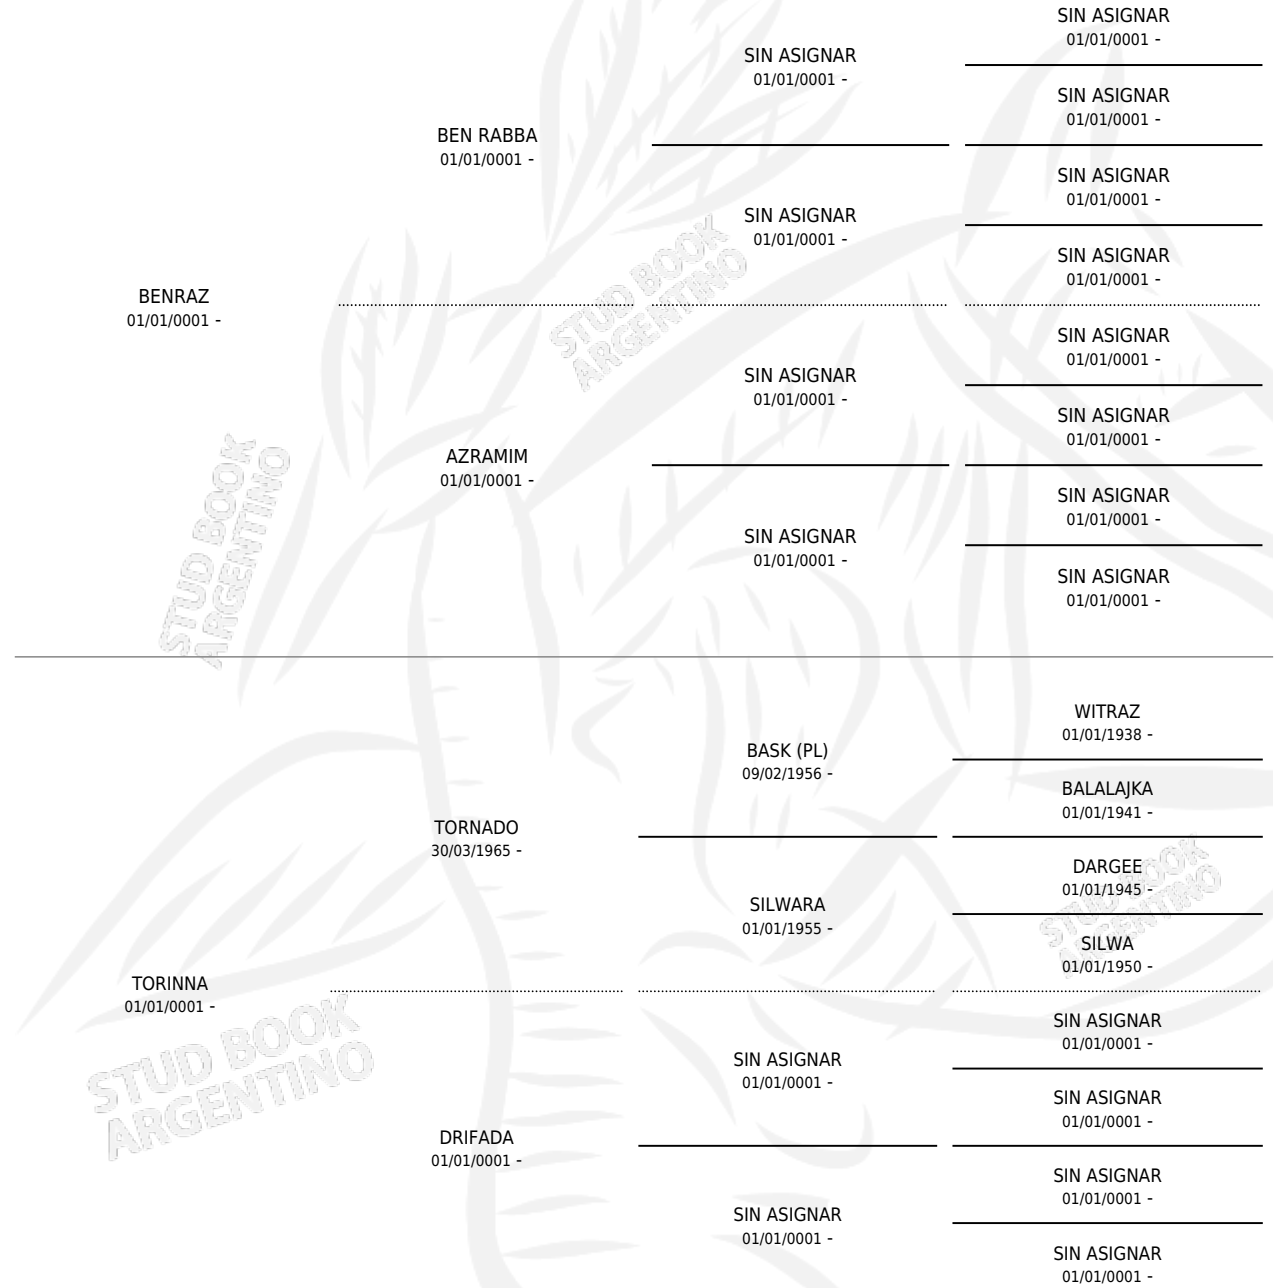 SIN ASIGNAR
01/01/0001 -
SIN ASIGNAR
01/01/0001 -
SIN ASIGNAR
01/01/0001 -
BEN RABBA
01/01/0001 -
SIN ASIGNAR
01/01/0001 -
SIN ASIGNAR
01/01/0001 -
SIN ASIGNAR
01/01/0001 -
STUD BOOK
ARGENTINO
BENRAZ
01/01/0001 -
SIN ASIGNAR
01/01/0001 -
SIN ASIGNAR
01/01/0001 -
SIN ASIGNAR
01/01/0001 -
AZRAMIM
01/01/0001 -
SIN ASIGNAR
01/01/0001 -
SIN ASIGNAR
01/01/0001 -
SIN ASIGNAR
01/01/0001 -
STUD BOOK
ARGENTINO
WITRAZ
01/01/1938 -
BASK (PL)
09/02/1956 -
BALALAJKA
01/01/1941 -
TORNADO
30/03/1965 -
DARGEE
01/01/1945 -
SILWARA
01/01/1955 -
SILWA
01/01/1950 -
STUD BOOK
ARGENTINO
TORINNA
01/01/0001 -
SIN ASIGNAR
01/01/0001 -
SIN ASIGNAR
01/01/0001 -
SIN ASIGNAR
01/01/0001 -
STUD BOOK
ARGENTINO
DRIFADA
01/01/0001 -
SIN ASIGNAR
01/01/0001 -
SIN ASIGNAR
01/01/0001 -
SIN ASIGNAR
01/01/0001 -